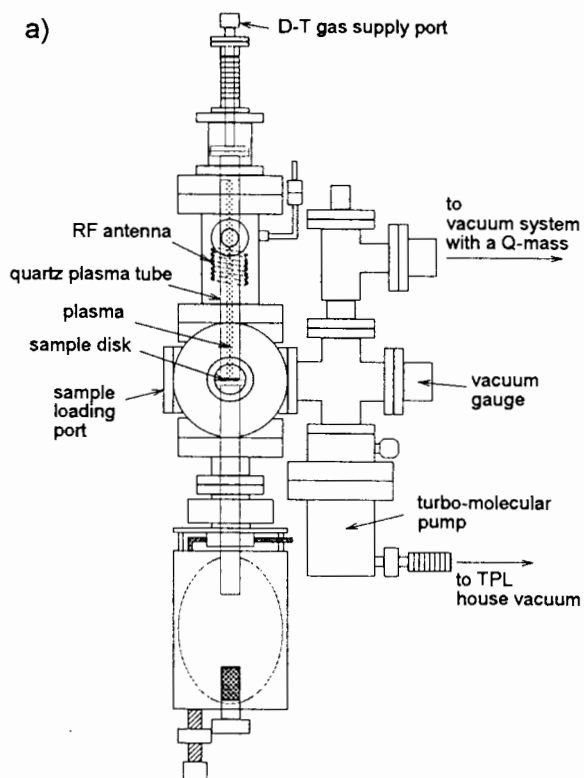 a)
D-T gas supply port
RF antenna
quartz plasma tube
plasma
sample disk
sample
loading
port
to
vacuum system
with a Q-mass
vacuum
gauge
turbo-molecular
pump
to TPL
house vacuum